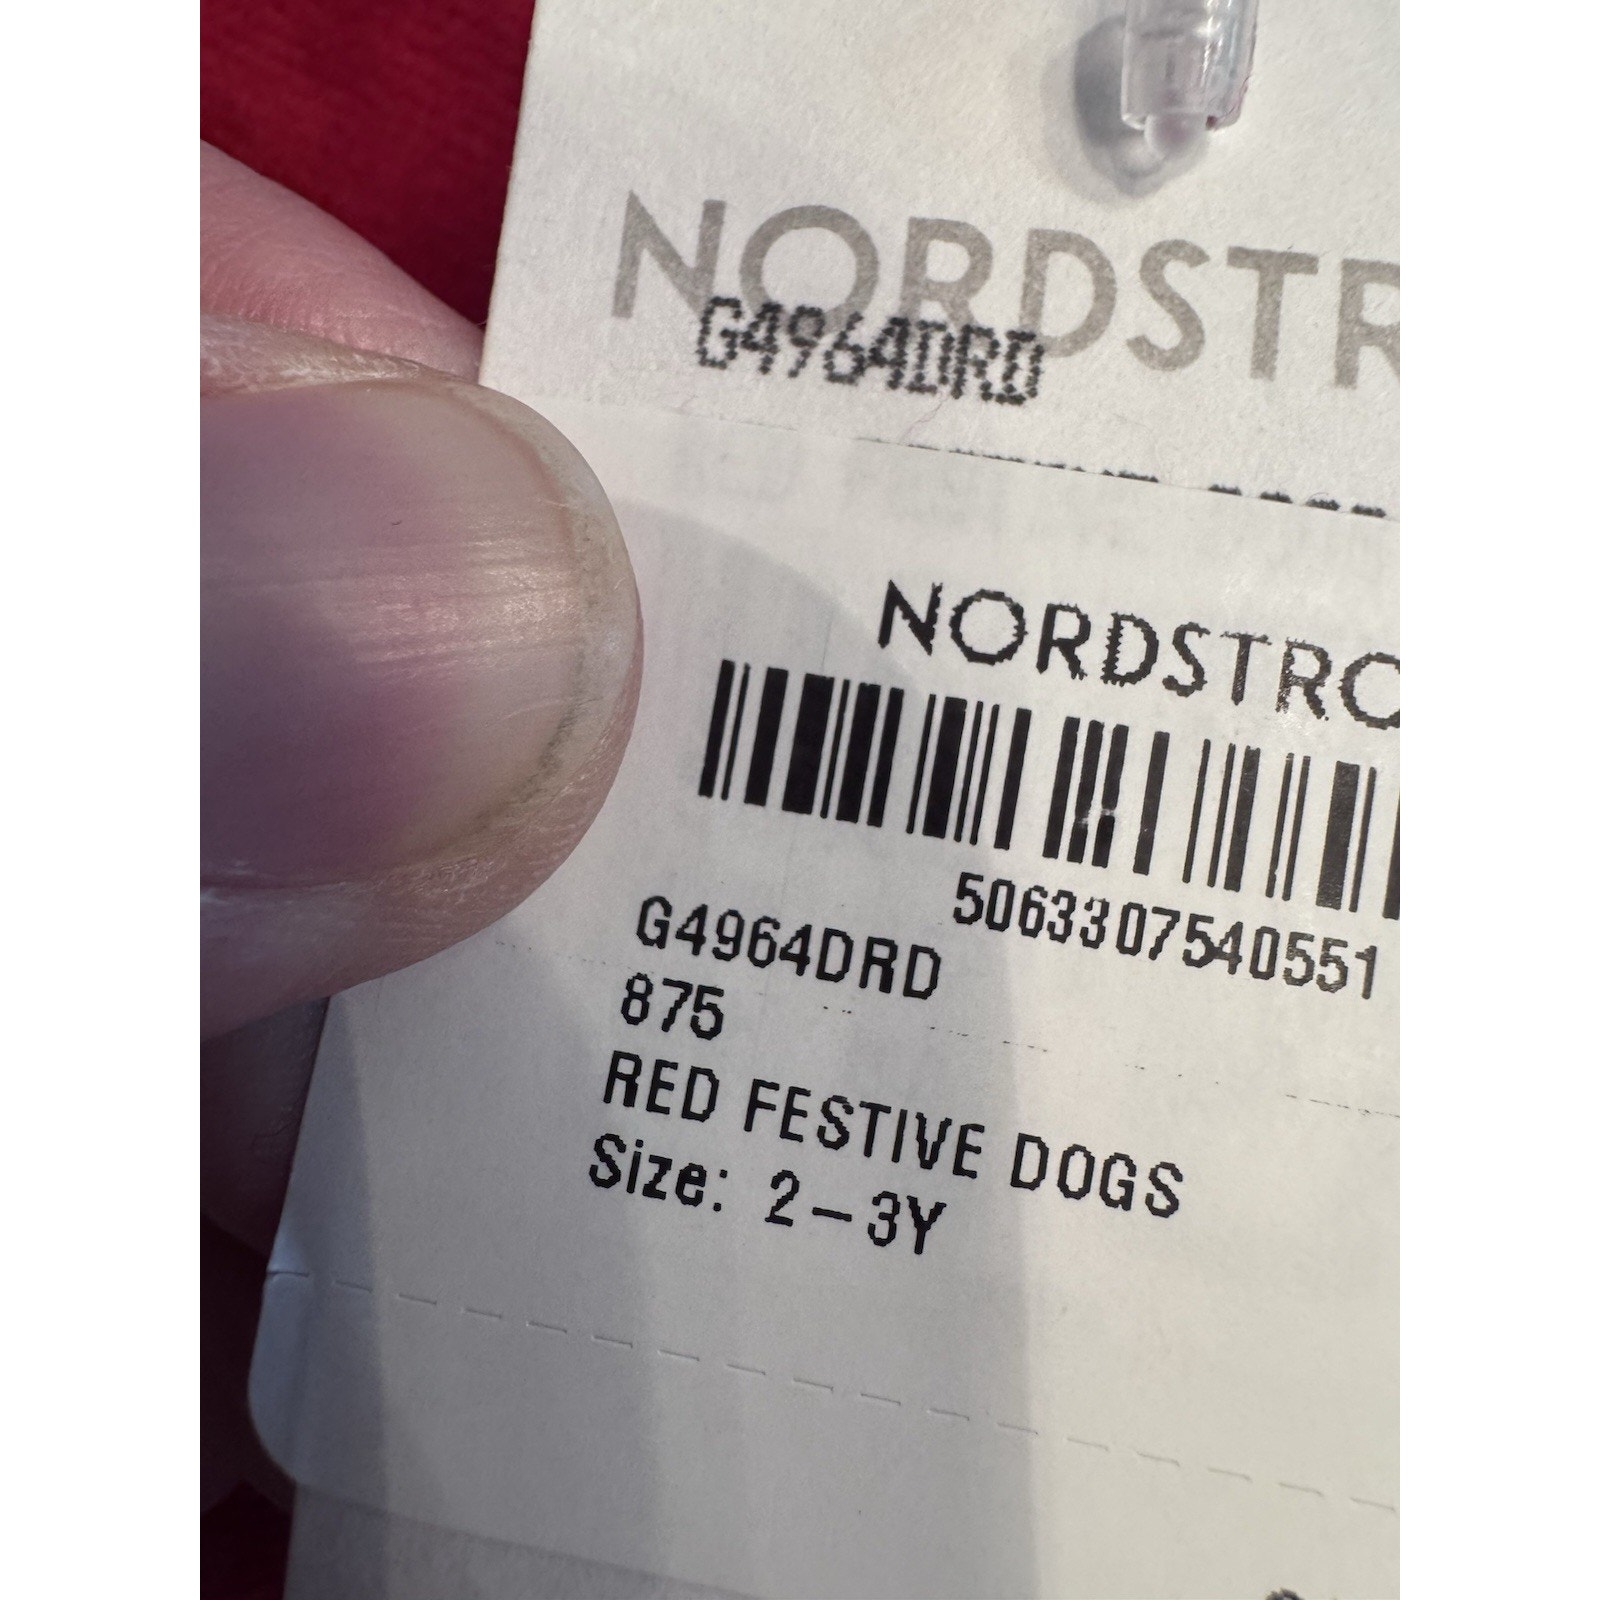 NORDSTR
G4964DRD
NORDSTRO
5063307540551
G4964DRD
875
RED FESTIVE DOGS
Size: 2-3Y